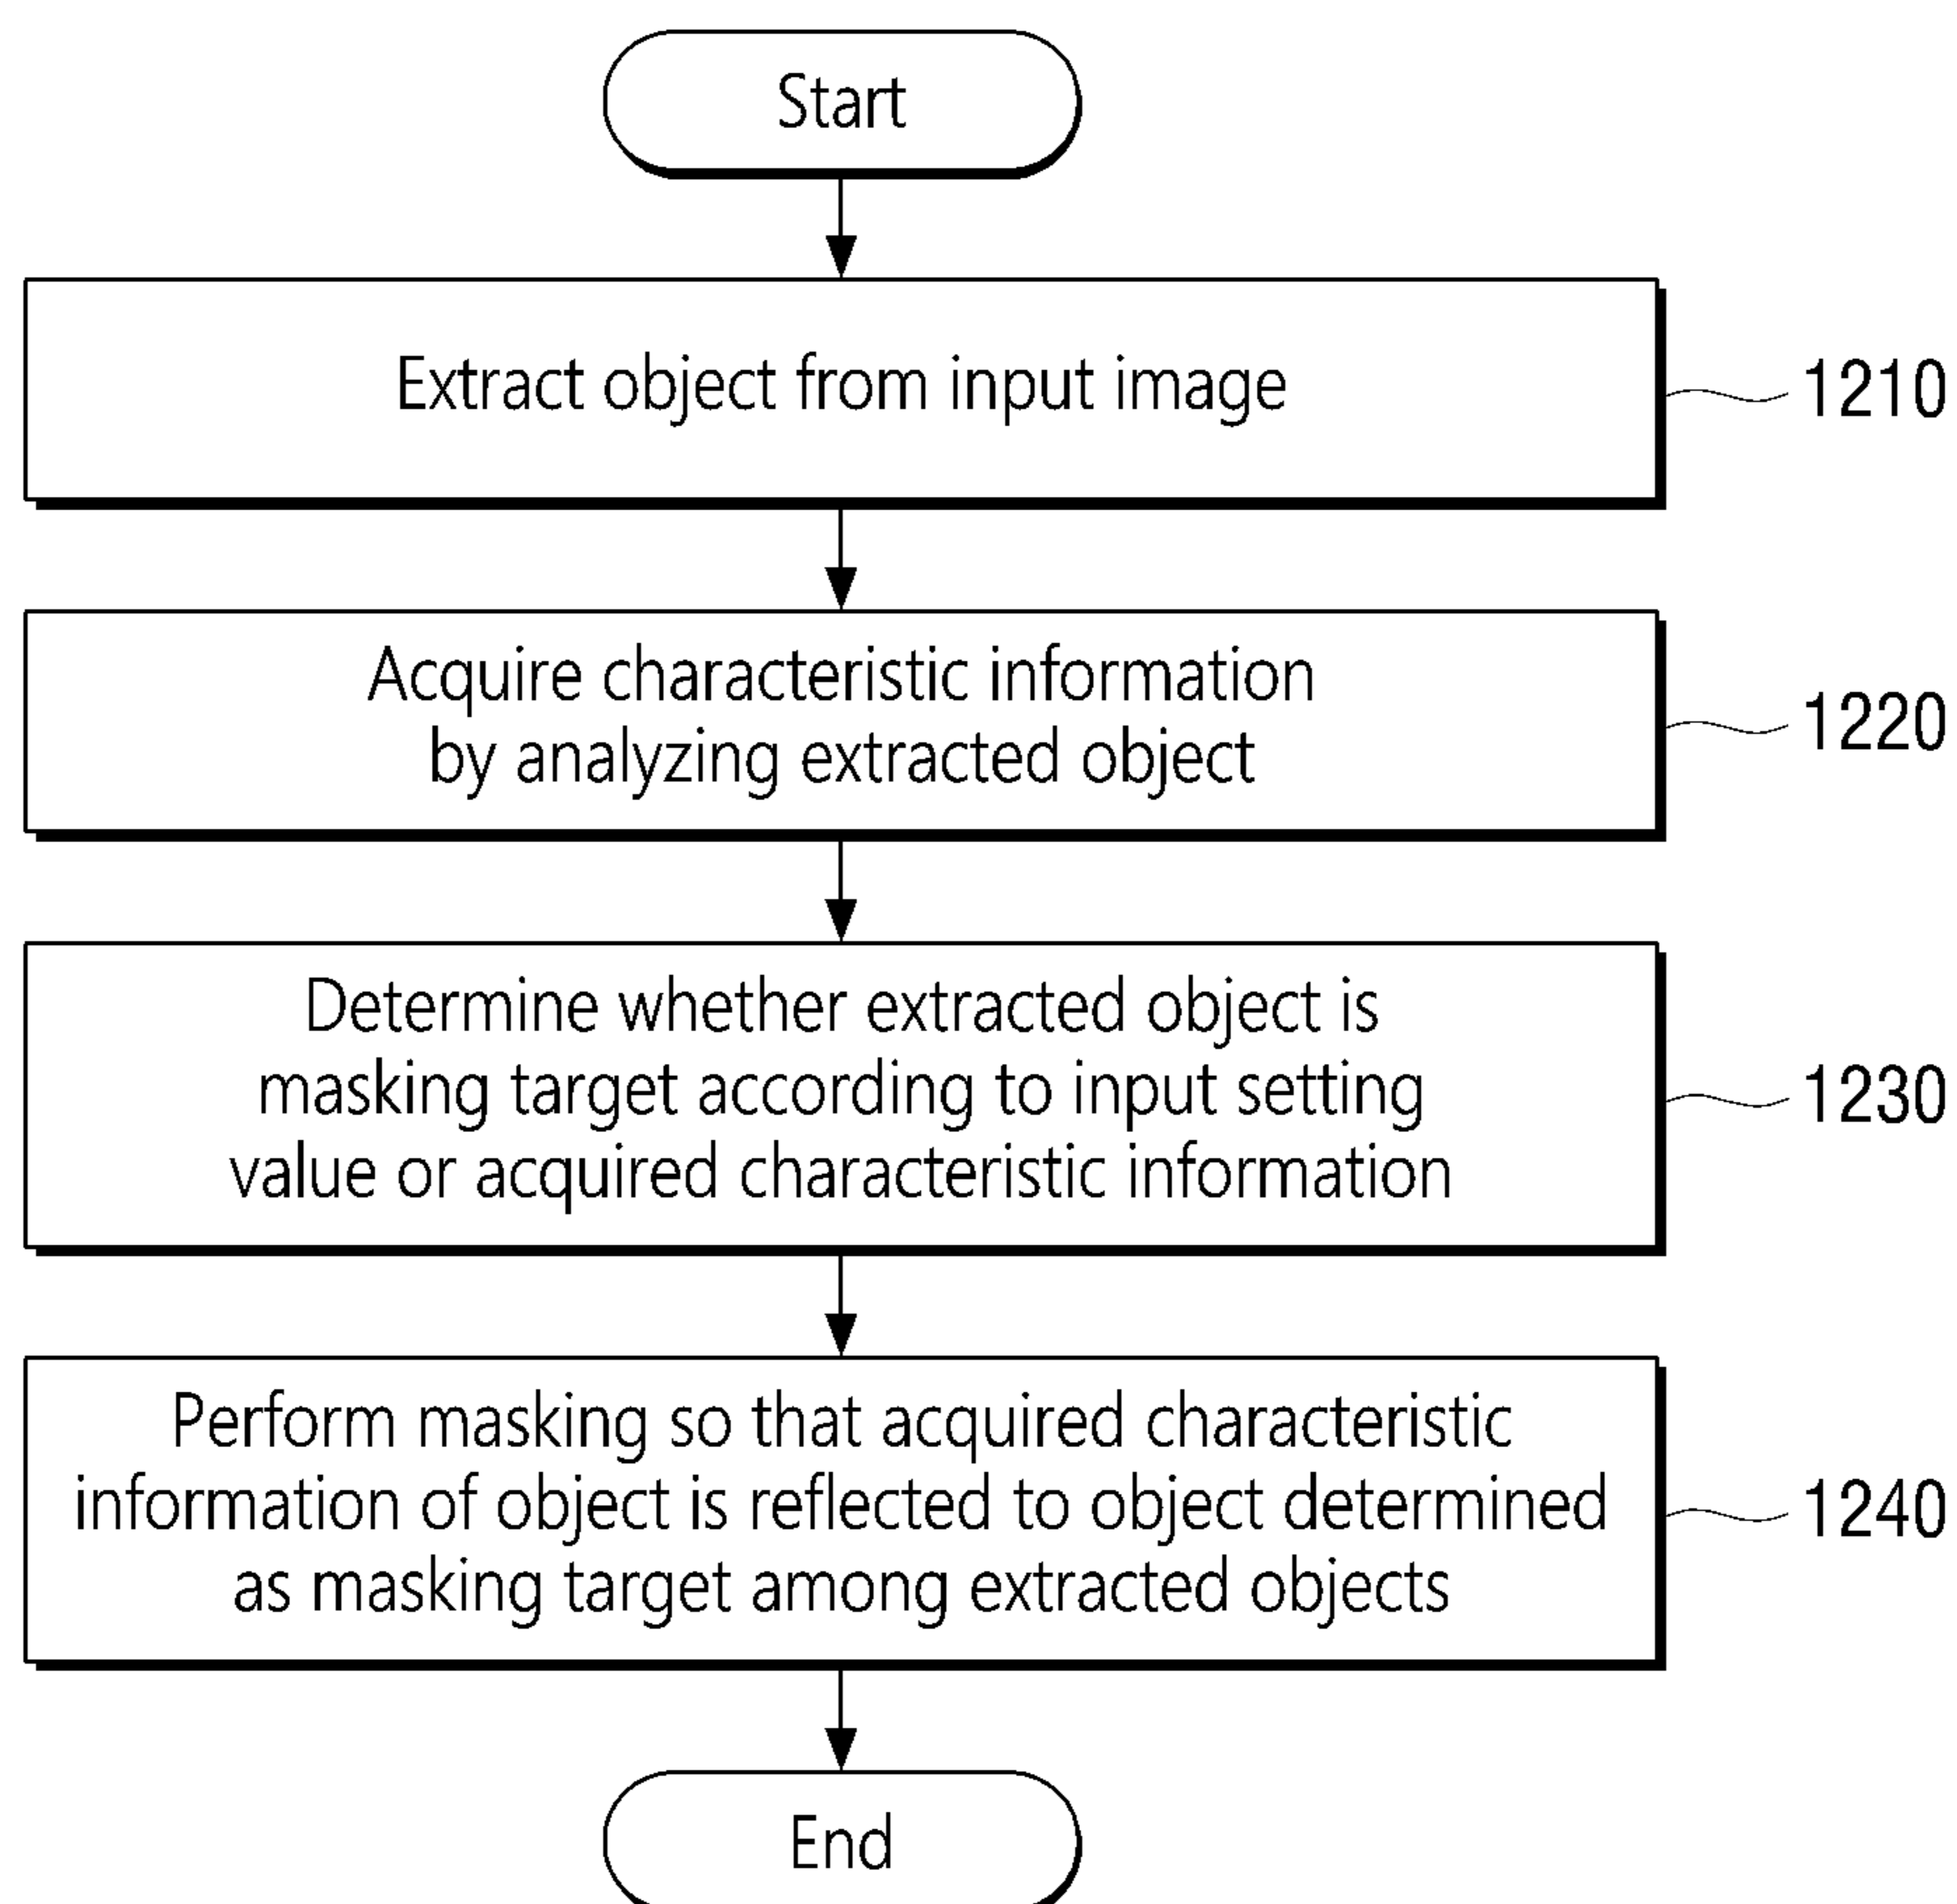 Start
Extract object from input image
1210
Acquire characteristic information
by analyzing extracted object
1220
Determine whether extracted object is
masking target according to input setting
value or acquired characteristic information
1230
Perform masking so that acquired characteristic
information of object is reflected to object determined
as masking target among extracted objects
1240
End